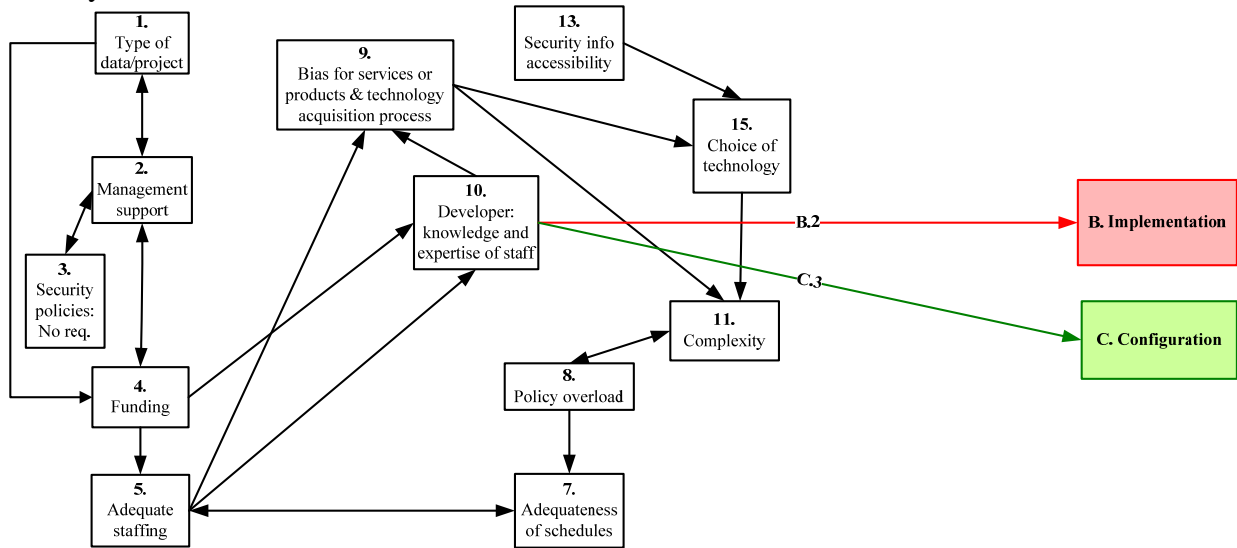 1.
Type of
data/project
2.
Management
support
3.
Security
policies:
No req.
4.
Funding
5.
Adequate
staffing
9.
Bias for services or
products & technology
acquisition process
10.
Developer:
knowledge and
expertise of staff
13.
Security info
accessibility
15.
Choice of
technology
11.
Complexity
8.
Policy overload
7.
Adequateness
of schedules
B.2
C.3
B. Implementation
C. Configuration